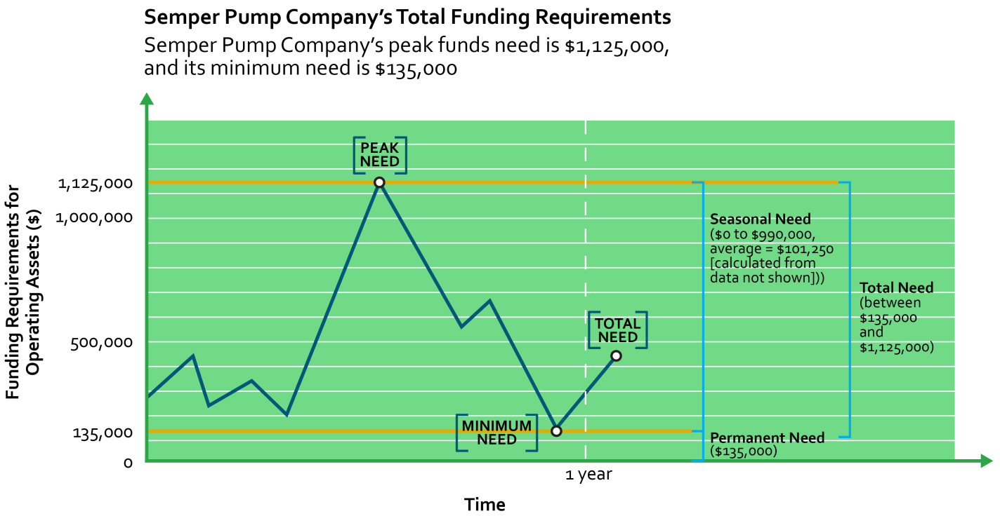 Semper Pump Company’s Total Funding Requirements
Semper Pump Company’s peak funds need is $1,125,000,
and its minimum need is $135,000
Funding Requirements for
Operating Assets ($)
1,125,000
1,000,000
500,000
135,000
0
PEAK
NEED
TOTAL
NEED
MINIMUM
NEED
Seasonal Need
($0 to $990,000,
average = $101,250
[calculated from
data not shown]))
Total Need
(between
$135,000
and
$1,125,000)
Permanent Need
($135,000)
1 year
Time